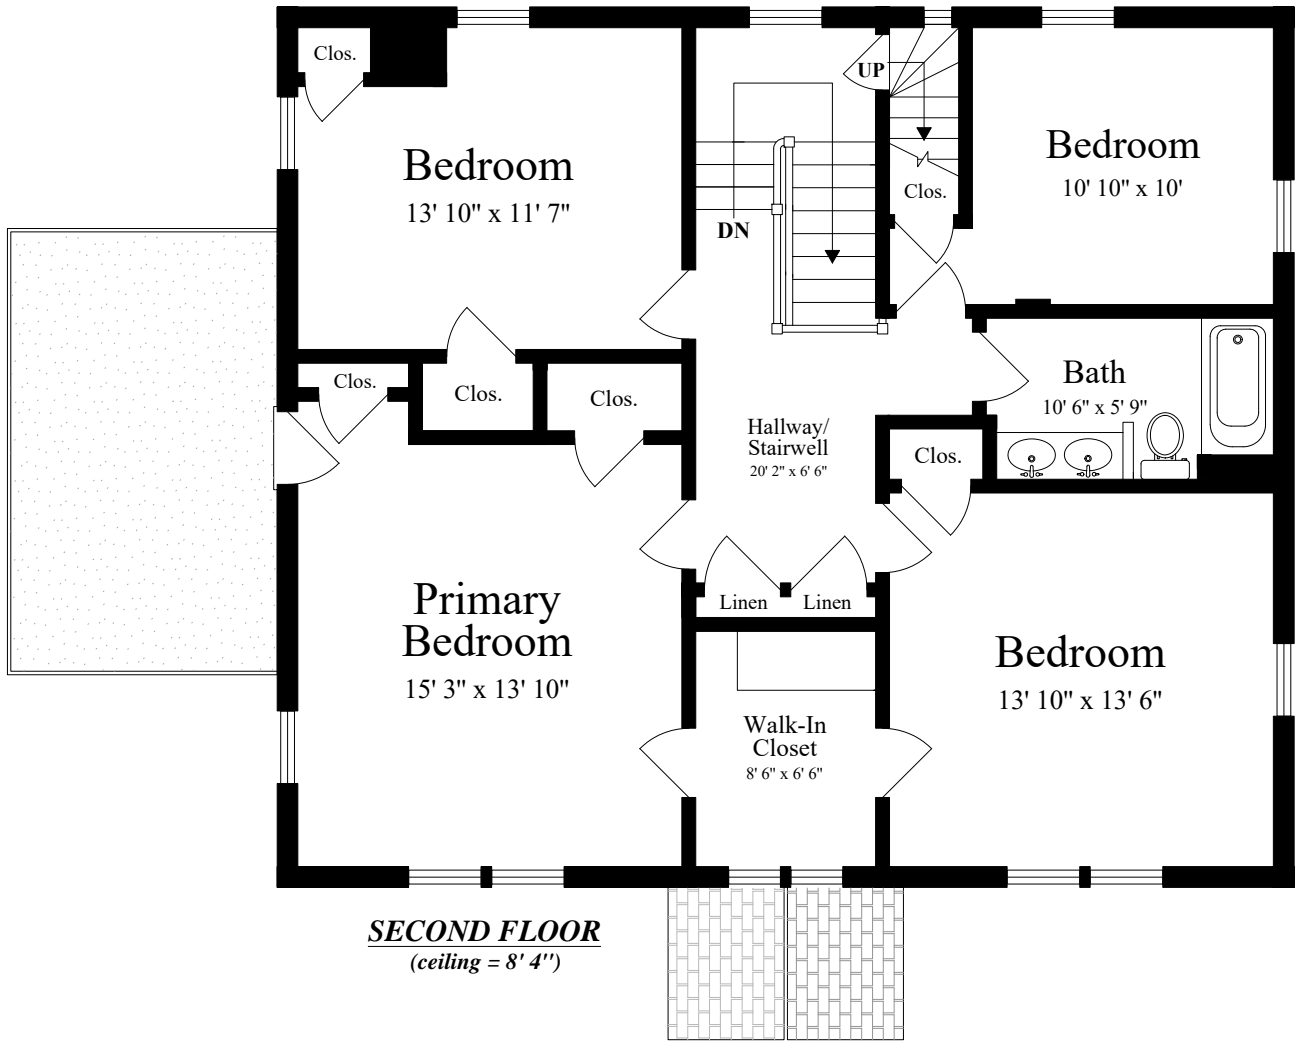 Clos.
UP
Bedroom
13' 10" x 11' 7"
Bedroom
10' 10" x 10'
Clos.
DN
Clos.
Clos.
Clos.
Bath
10' 6" x 5' 9"
Hallway/
Stairwell
20' 2" x 6' 6"
Clos.
Primary
Bedroom
15' 3" x 13' 10"
Linen
Linen
Bedroom
13' 10" x 13' 6"
Walk-In
Closet
8' 6" x 6' 6"
SECOND FLOOR
(ceiling = 8' 4")